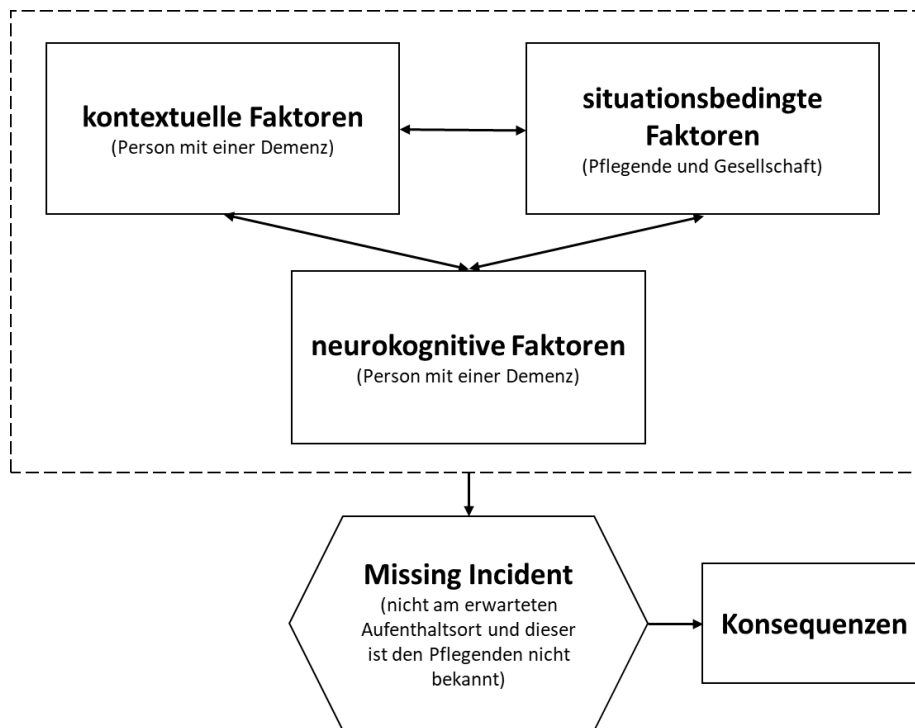 kontextuelle Faktoren
(Person mit einer Demenz)
situationsbedingte
Faktoren
(Pflegende und Gesellschaft)
neurokognitive Faktoren
(Person mit einer Demenz)
Missing Incident
(nicht am erwarteten
Aufenthaltsort und dieser
ist den Pflegenden nicht
bekannt)
Konsequenzen